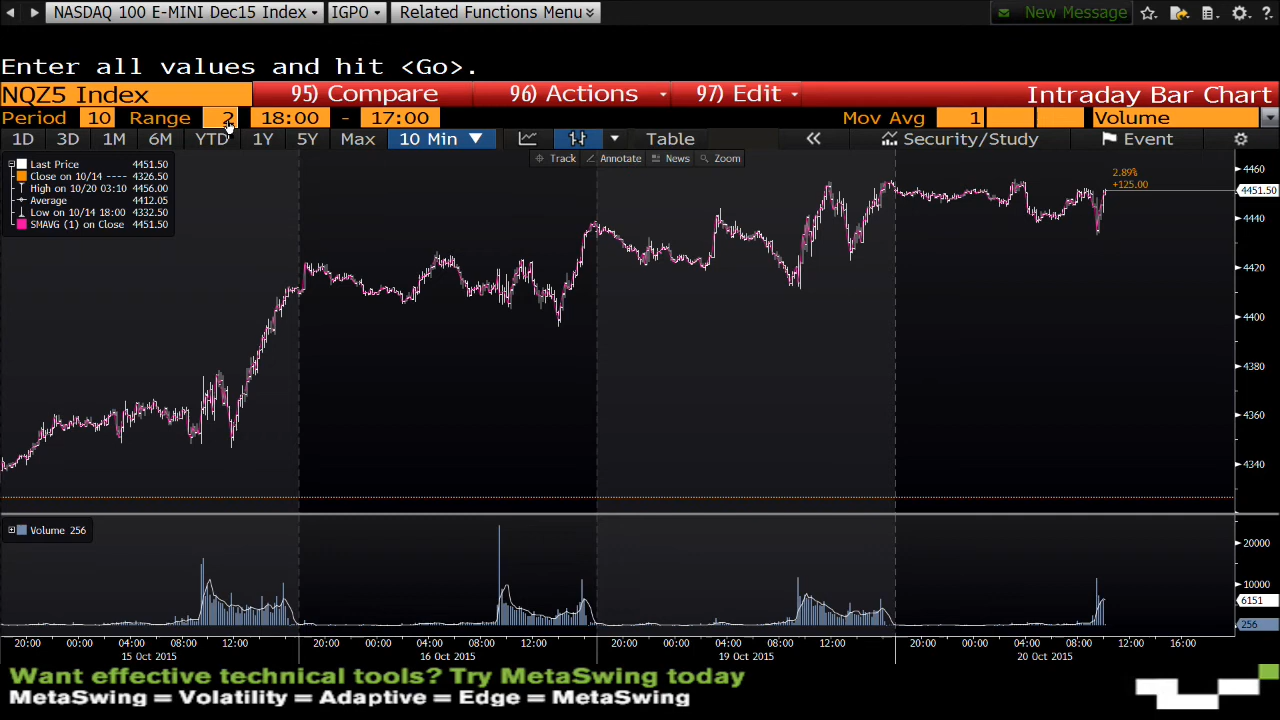 NASDAQ 100 E-MINI Dec15 Index IGPO Related Functions Menu New Message
Enter all values and hit <Go>.
NQZ5 Index 95) Compare 96) Actions 97) Edit Intraday Bar Chart
Period 10 Range 2 18:00 - 17:00 Mov Avg 1 Volume
1D 3D 1M 6M YTD 1Y 5Y Max 10 Min Table Security/Study Event
Track Annotate News Zoom
Last Price 4451.50
Close on 10/14 ---- 4326.50
High on 10/20 03:10 4456.00
Average 4412.05
Low on 10/14 18:00 4332.50
SMAVG (1) on Close 4451.50
2.89%
+125.00
4460
4451.50
4440
4420
4400
4380
4360
4340
Volume 256
20000
10000
6151
256
20:00 00:00 04:00 08:00 12:00 20:00 00:00 04:00 08:00 12:00 20:00 00:00 04:00 08:00 12:00 20:00 00:00 04:00 08:00 12:00 16:00
15 Oct 2015 16 Oct 2015 19 Oct 2015 20 Oct 2015
Want effective technical tools? Try MetaSwing today
MetaSwing = Volatility = Adaptive = Edge = MetaSwing